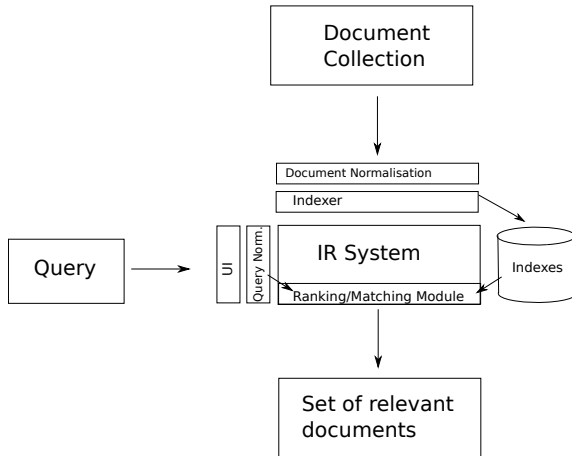 Document
Collection
Document Normalisation
Indexer
Query
UI
Query Norm.
IR System
Ranking/Matching Module
Indexes
Set of relevant
documents